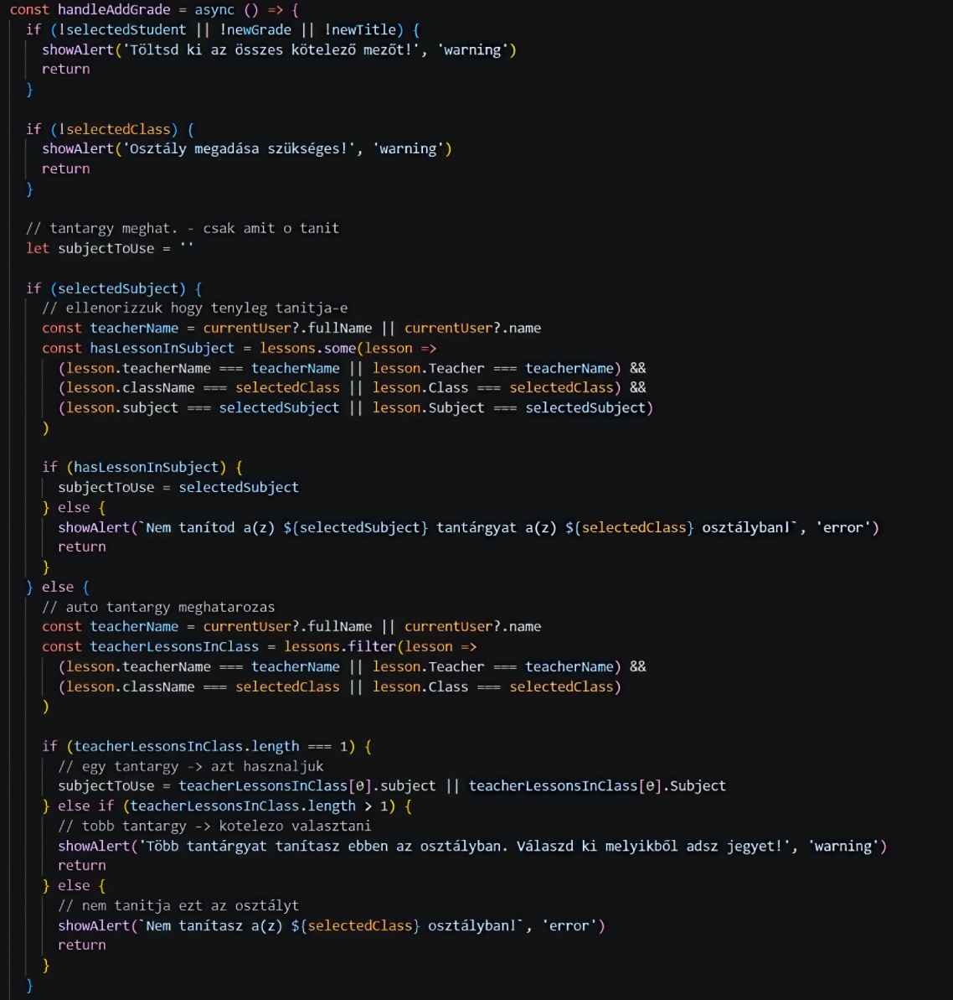 const handleAddGrade = async () => {
if (!selectedStudent || !newGrade || !newTitle) {
showAlert('Töltsd ki az összes kötelező mezőt!', 'warning')
return
}
if (!selectedClass) {
showAlert('Osztály megadása szükséges!', 'warning')
return
}
// tantargy meghat. - csak amit o tanit
let subjectToUse = ''
if (selectedSubject) {
// ellenorizzuk hogy tenyleg tanitja-e
const teacherName = currentUser?.fullName || currentUser?.name
const hasLessonInSubject = lessons.some(lesson =>
(lesson.teacherName === teacherName || lesson.Teacher === teacherName) &&
(lesson.className === selectedClass || lesson.Class === selectedClass) &&
(lesson.subject === selectedSubject || lesson.Subject === selectedSubject)
)
if (hasLessonInSubject) {
subjectToUse = selectedSubject
} else {
showAlert(`Nem tanítod a(z) ${selectedSubject} tantárgyat a(z) ${selectedClass} osztályban!`, 'error')
return
}
} else {
// auto tantargy meghatarozas
const teacherName = currentUser?.fullName || currentUser?.name
const teacherLessonsInClass = lessons.filter(lesson =>
(lesson.teacherName === teacherName || lesson.Teacher === teacherName) &&
(lesson.className === selectedClass || lesson.Class === selectedClass)
)
if (teacherLessonsInClass.length === 1) {
// egy tantargy -> azt hasznaljuk
subjectToUse = teacherLessonsInClass[0].subject || teacherLessonsInClass[0].Subject
} else if (teacherLessonsInClass.length > 1) {
// tobb tantargy -> kotelezo valasztani
showAlert('Több tantárgyat tanítasz ebben az osztályban. Válaszd ki melyikből adsz jegyet!', 'warning')
return
} else {
// nem tanitja ezt az osztályt
showAlert(`Nem tanítasz a(z) ${selectedClass} osztályban!`, 'error')
return
}
}